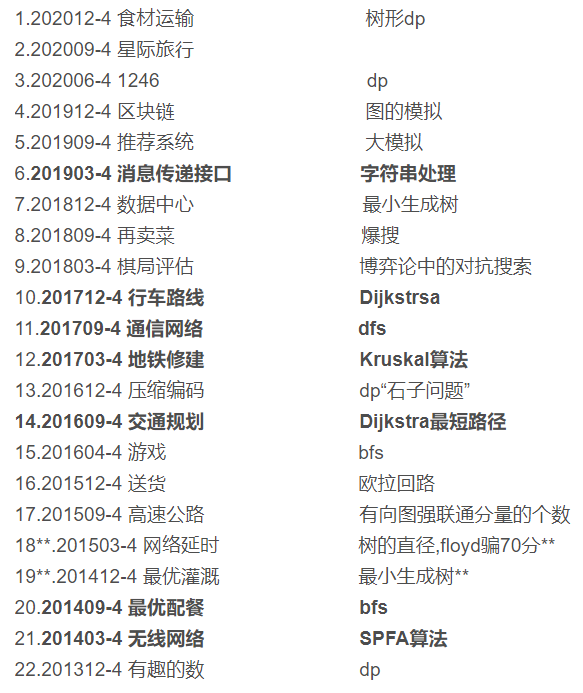 1.202012-4 食材运输 树形dp
2.202009-4 星际旅行
3.202006-4 1246 dp
4.201912-4 区块链 图的模拟
5.201909-4 推荐系统 大模拟
6.201903-4 消息传递接口 字符串处理
7.201812-4 数据中心 最小生成树
8.201809-4 再卖菜 爆搜
9.201803-4 棋局评估 博弈论中的对抗搜索
10.201712-4 行车路线 Dijkstrsa
11.201709-4 通信网络 dfs
12.201703-4 地铁修建 Kruskal算法
13.201612-4 压缩编码 dp“石子问题”
14.201609-4 交通规划 Dijkstra最短路径
15.201604-4 游戏 bfs
16.201512-4 送货 欧拉回路
17.201509-4 高速公路 有向图强联通分量的个数
18**.201503-4 网络延时 树的直径,floyd骗70分**
19**.201412-4 最优灌溉 最小生成树**
20.201409-4 最优配餐 bfs
21.201403-4 无线网络 SPFA算法
22.201312-4 有趣的数 dp